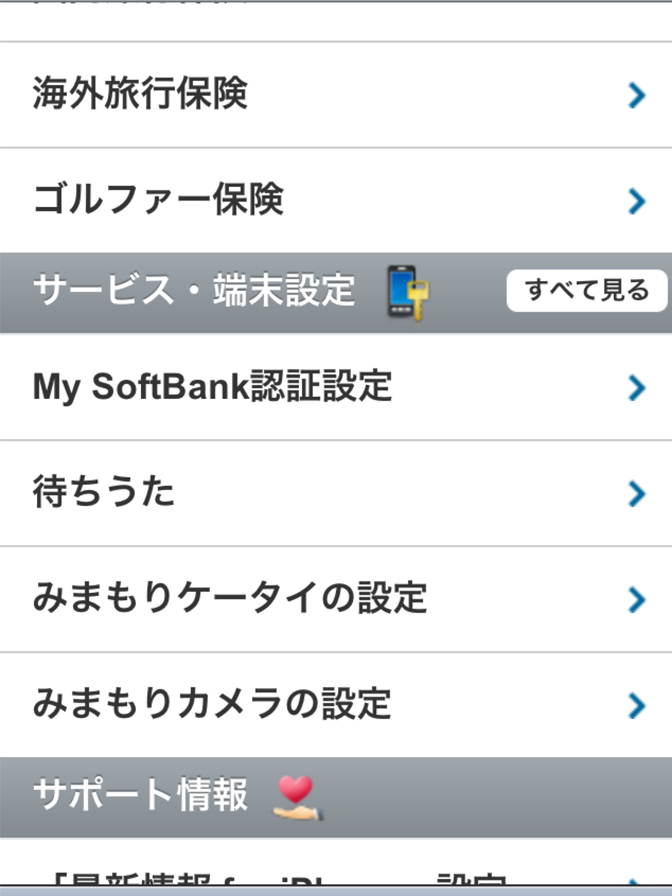 海外旅行保険
ゴルファー保険
サービス・端末設定
すべて見る
My SoftBank認証設定
待ちうた
みまもりケータイの設定
みまもりカメラの設定
サポート情報